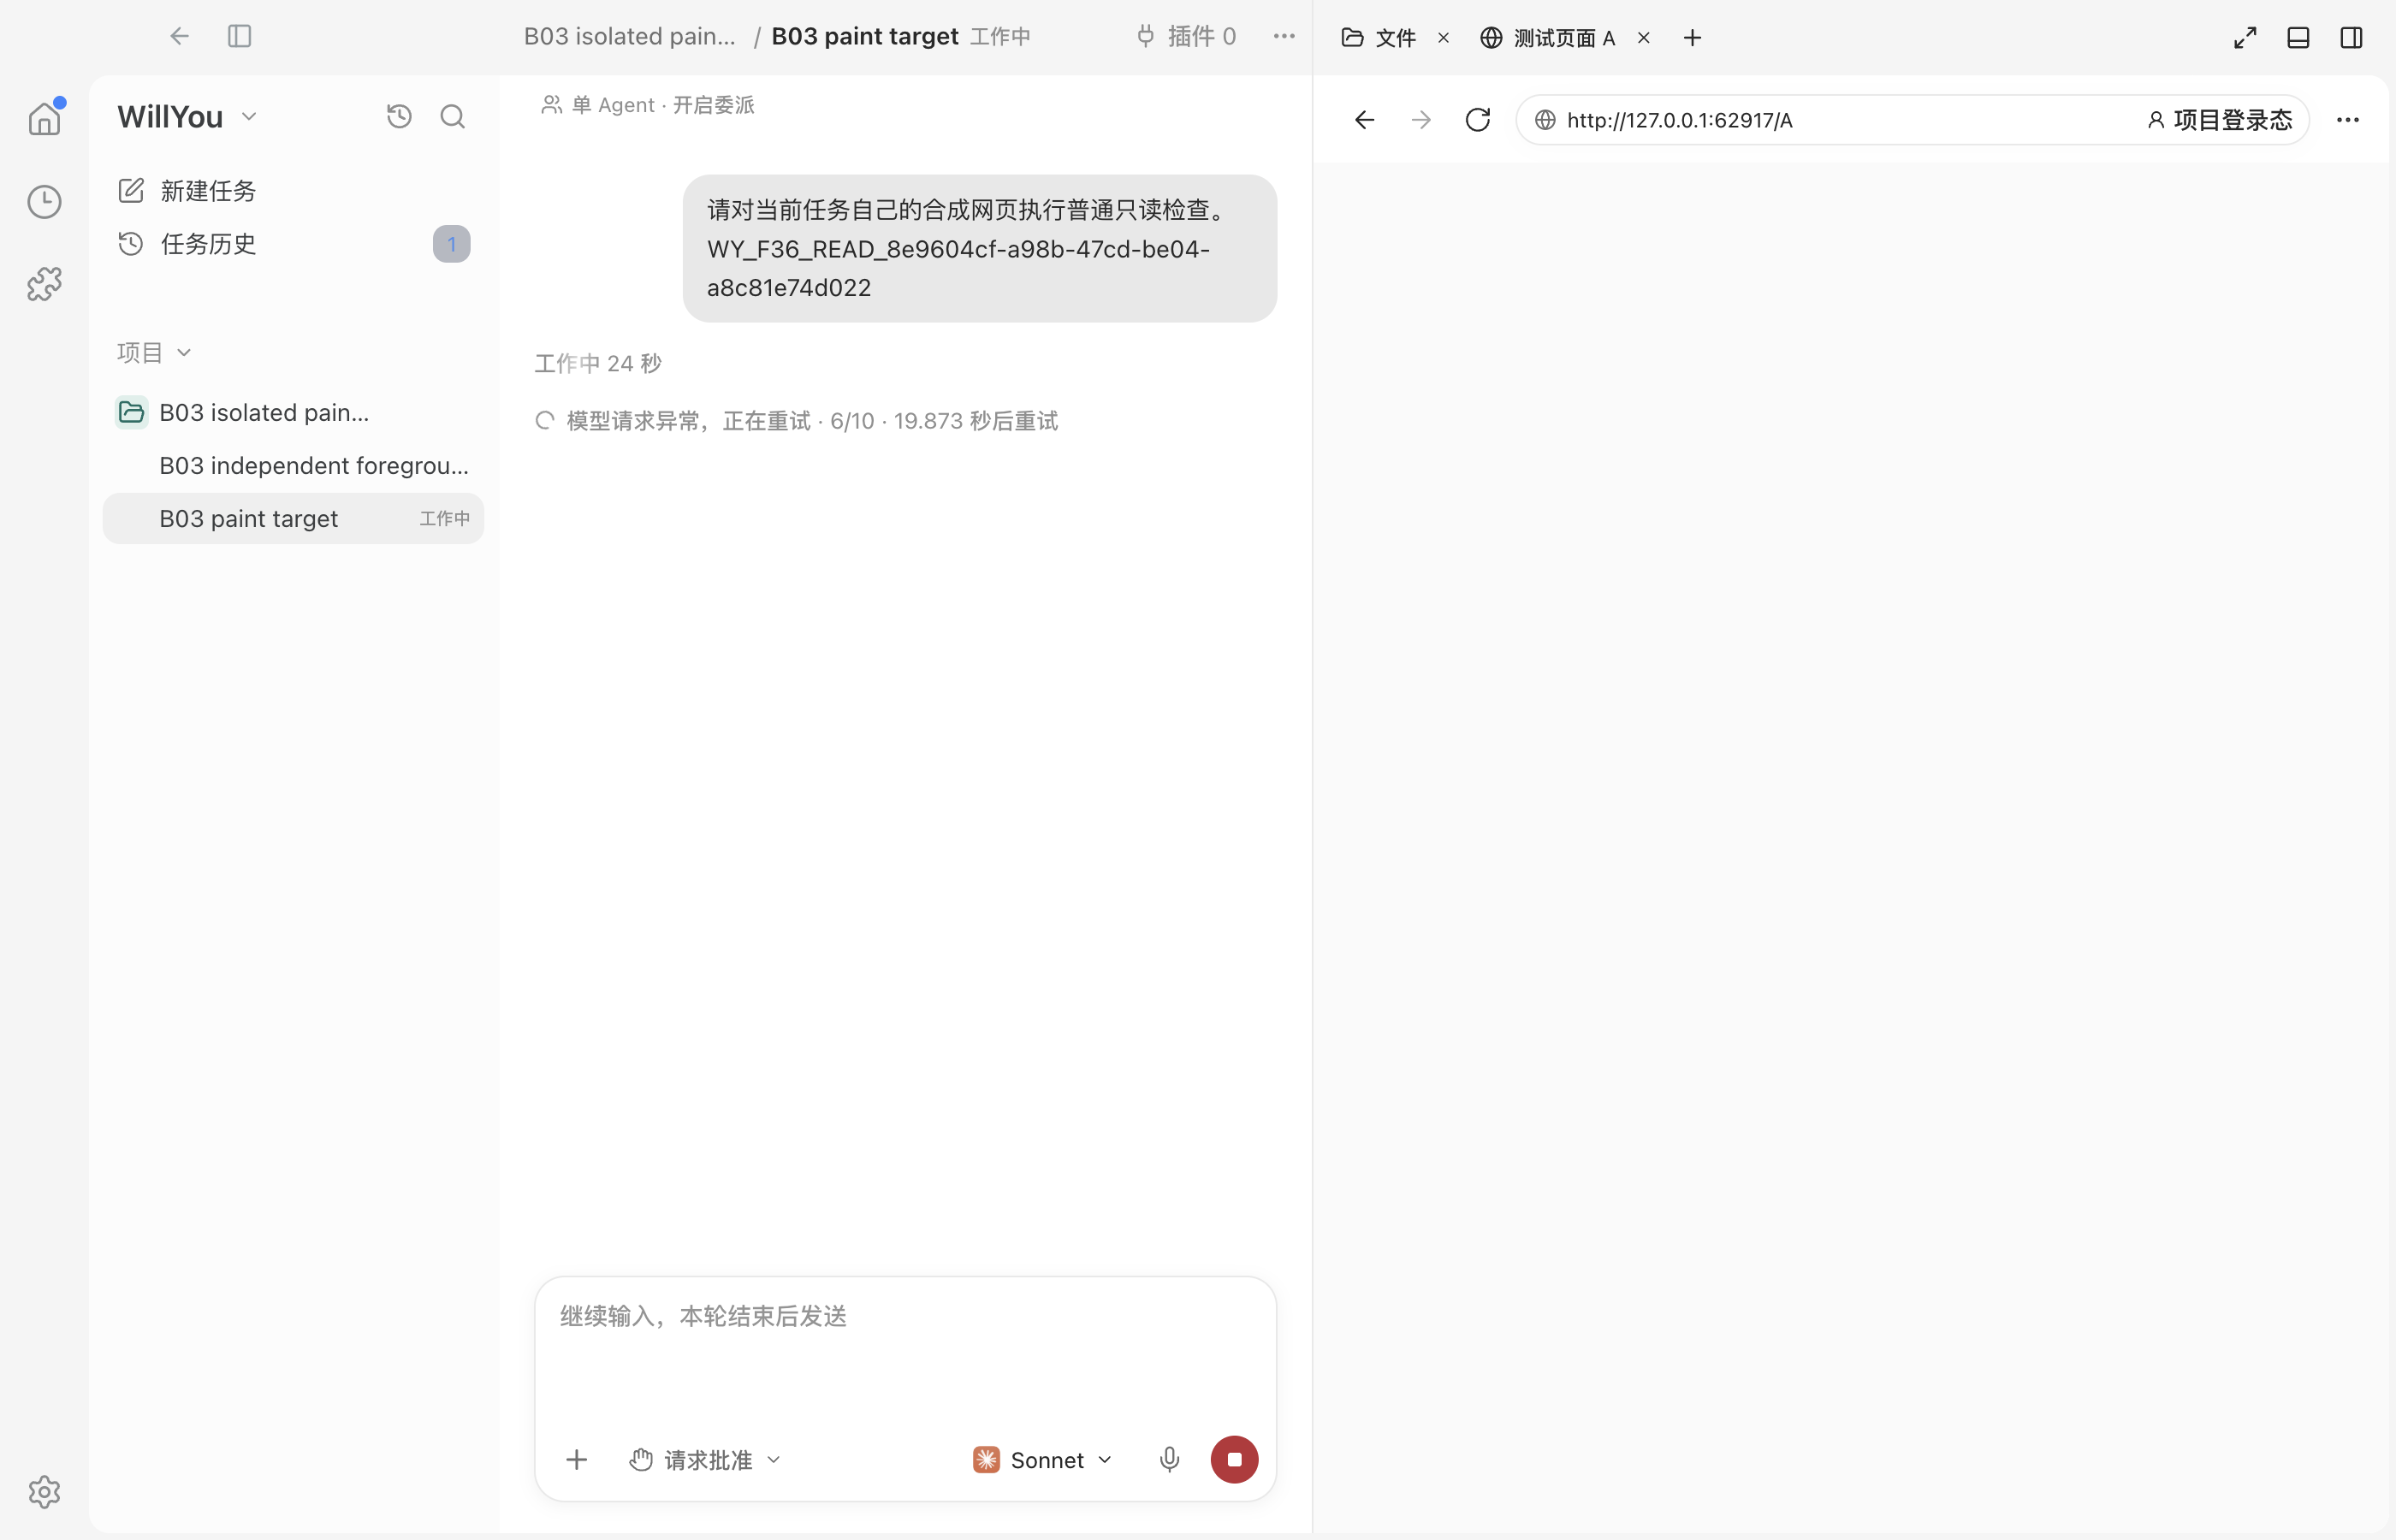 B03 isolated pain... / B03 paint target 工作中
插件 0
文件
测试页面 A
WillYou
新建任务
任务历史
1
项目
B03 isolated pain...
B03 independent foregrou...
B03 paint target 工作中
单 Agent · 开启委派
请对当前任务自己的合成网页执行普通只读检查。
WY_F36_READ_8e9604cf-a98b-47cd-be04-
a8c81e74d022
工作中 24 秒
模型请求异常，正在重试 · 6/10 · 19.873 秒后重试
继续输入，本轮结束后发送
请求批准
Sonnet
http://127.0.0.1:62917/A
项目登录态